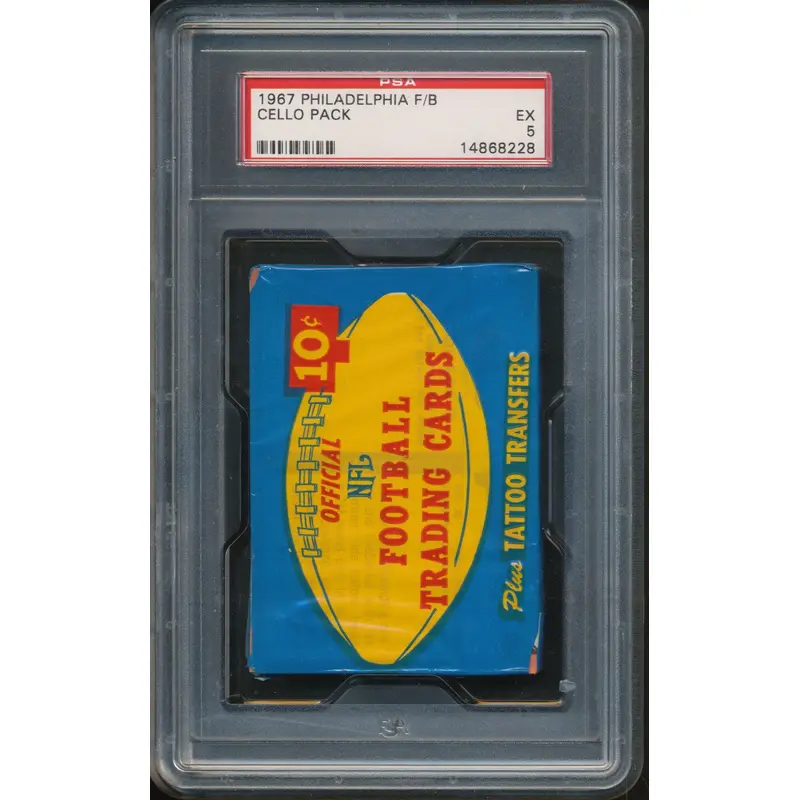 PSA
1967 PHILADELPHIA F/B
CELLO PACK
EX
5
14868228
10¢
OFFICIAL
NFL
FOOTBALL
TRADING CARDS
Plus TATTOO TRANSFERS